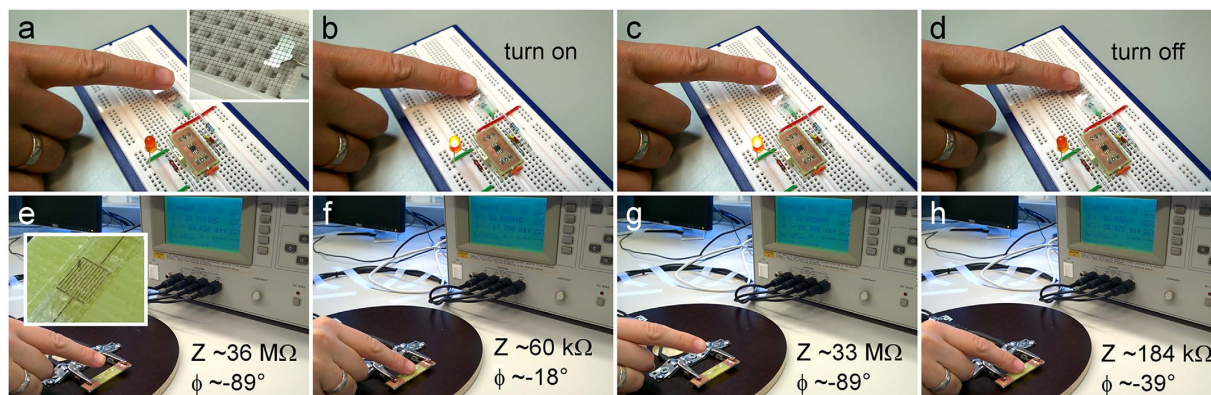 a
b
turn on
c
d
turn off
e
Z ~36 MΩ
ϕ ~-89°
f
Z ~60 kΩ
ϕ ~-18°
g
Z ~33 MΩ
ϕ ~-89°
h
Z ~184 kΩ
ϕ ~-39°